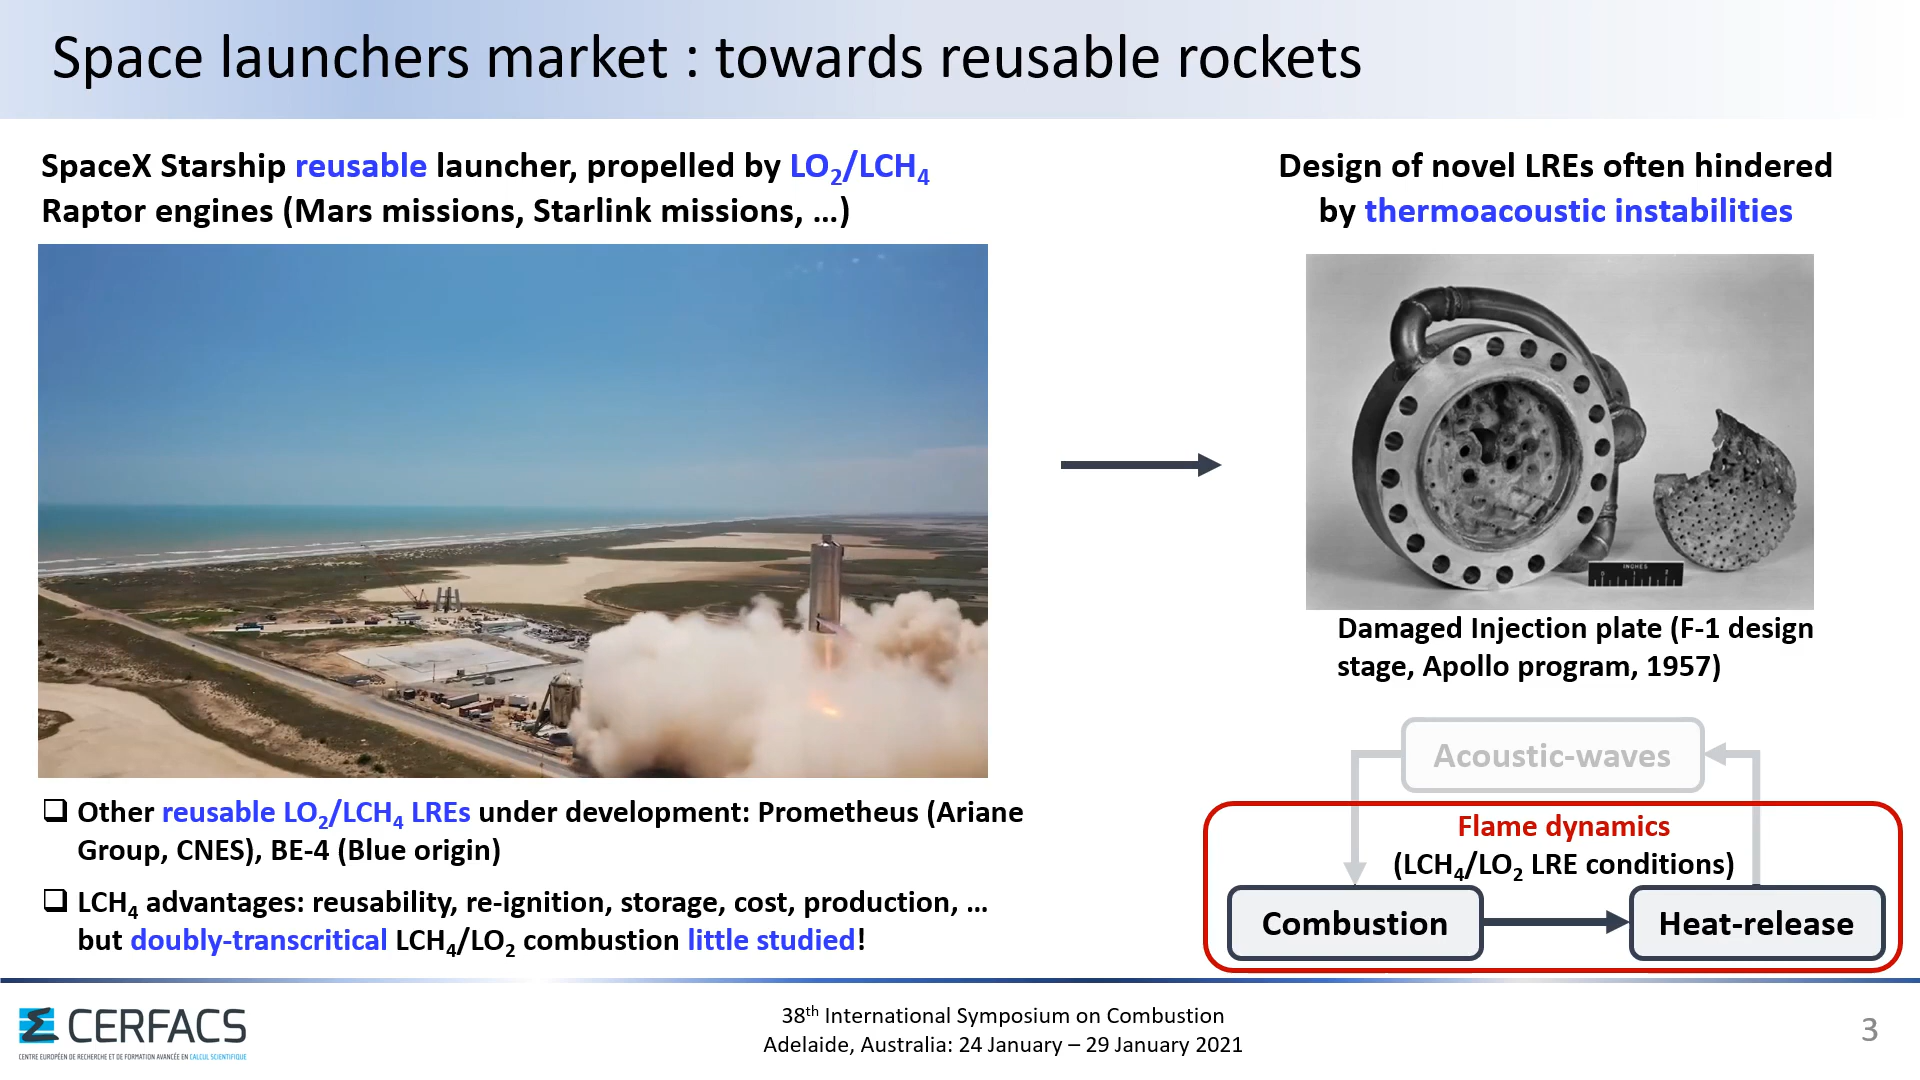 Space launchers market : towards reusable rockets
SpaceX Starship reusable launcher, propelled by LO₂/LCH₄
Raptor engines (Mars missions, Starlink missions, …)
Design of novel LREs often hindered
by thermoacoustic instabilities
INCHES
0 1 2
Damaged Injection plate (F-1 design
stage, Apollo program, 1957)
Acoustic-waves
Flame dynamics
(LCH₄/LO₂ LRE conditions)
Combustion
Heat-release
❑ Other reusable LO₂/LCH₄ LREs under development: Prometheus (Ariane
Group, CNES), BE-4 (Blue origin)
❑ LCH₄ advantages: reusability, re-ignition, storage, cost, production, …
but doubly-transcritical LCH₄/LO₂ combustion little studied!
CERFACS
CENTRE EUROPÉEN DE RECHERCHE ET DE FORMATION AVANCÉE EN CALCUL SCIENTIFIQUE
38th International Symposium on Combustion
Adelaide, Australia: 24 January – 29 January 2021
3